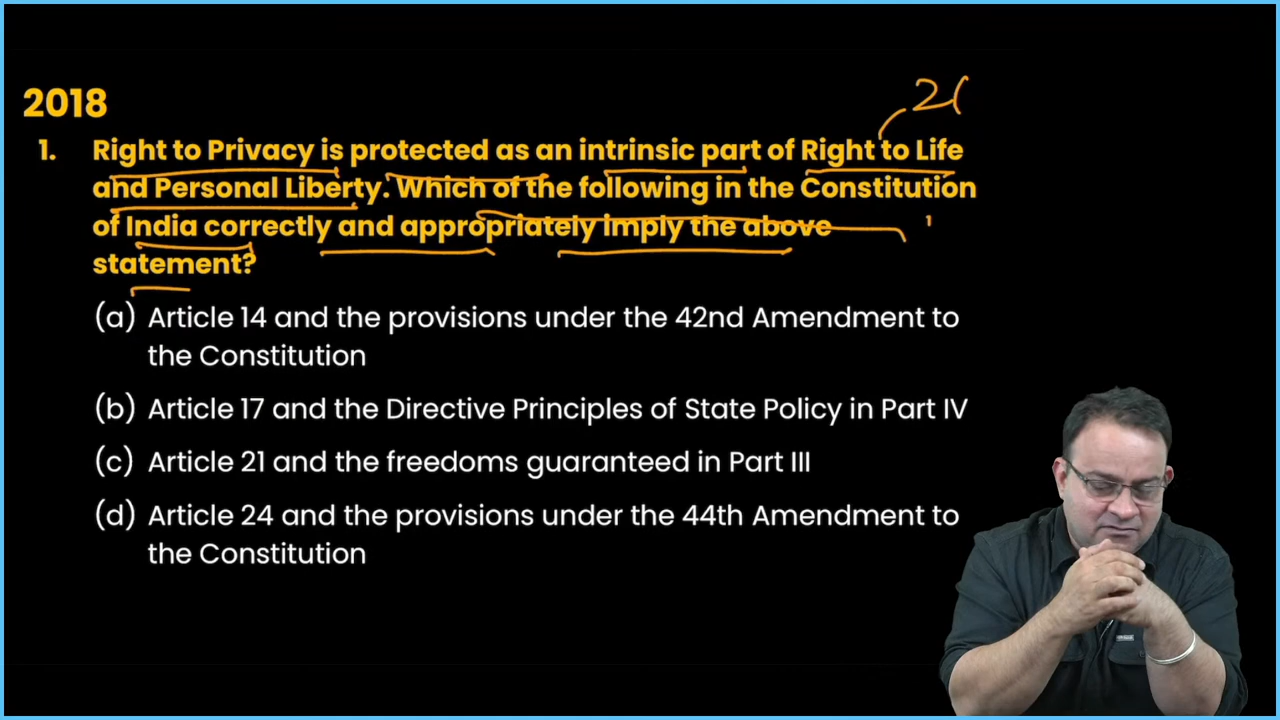 2018
21
1. Right to Privacy is protected as an intrinsic part of Right to Life
and Personal Liberty. Which of the following in the Constitution
of India correctly and appropriately imply the above
statement?
(a) Article 14 and the provisions under the 42nd Amendment to
the Constitution
(b) Article 17 and the Directive Principles of State Policy in Part IV
(c) Article 21 and the freedoms guaranteed in Part III
(d) Article 24 and the provisions under the 44th Amendment to
the Constitution